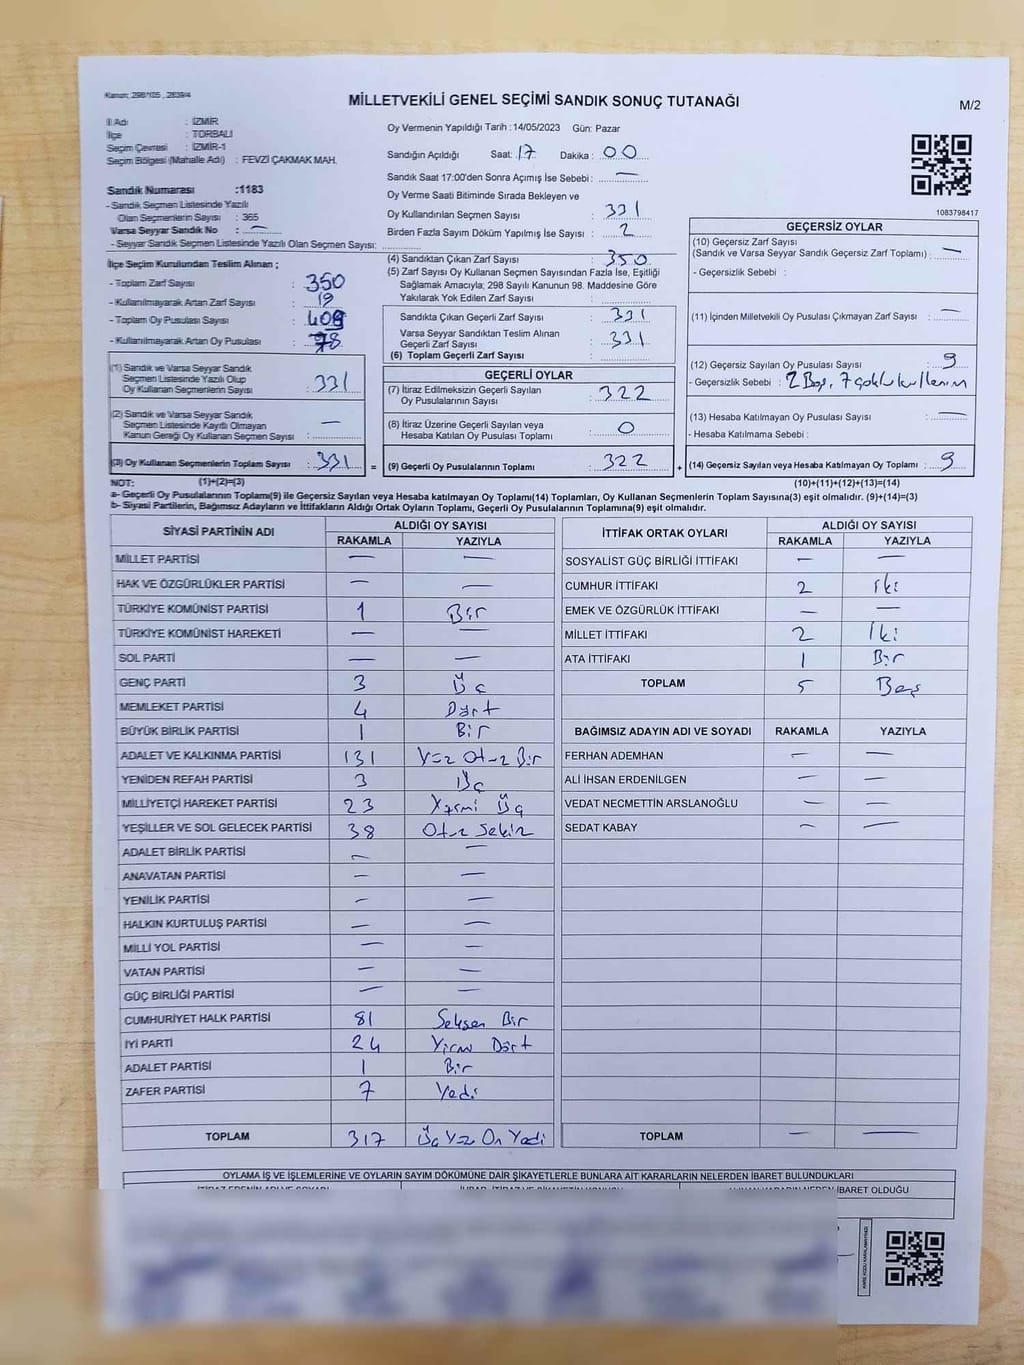 Kanun; 298/105 , 2839/4
MİLLETVEKİLİ GENEL SEÇİMİ SANDIK SONUÇ TUTANAĞI
M/2
İl Adı : İZMİR
İlçe : TORBALI
Seçim Çevresi : İZMİR-1
Seçim Bölgesi (Mahalle Adı) : FEVZİ ÇAKMAK MAH.
Sandık Numarası :1183
- Sandık Seçmen Listesinde Yazılı
Olan Seçmenlerin Sayısı : 365
Varsa Seyyar Sandık No : —
- Seyyar Sandık Seçmen Listesinde Yazılı Olan Seçmen Sayısı:
Oy Vermenin Yapıldığı Tarih :14/05/2023 Gün: Pazar
Sandığın Açıldığı Saat: 17 Dakika : 00
Sandık Saat 17:00'den Sonra Açımış İse Sebebi : —
Oy Verme Saati Bitiminde Sırada Bekleyen ve
Oy Kullandırılan Seçmen Sayısı : 331
Birden Fazla Sayım Döküm Yapılmış İse Sayısı : 2
1083798417
İlçe Seçim Kurulundan Teslim Alınan ;
- Toplam Zarf Sayısı : 350
- Kullanılmayarak Artan Zarf Sayısı : 19
- Toplam Oy Pusulası Sayısı : 409
- Kullanılmayarak Artan Oy Pusulası : 78
(1) Sandık ve Varsa Seyyar Sandık
Seçmen Listesinde Yazılı Olup
Oy Kullanan Seçmenlerin Sayısı : 331
(2) Sandık ve Varsa Seyyar Sandık
Seçmen Listesinde Kayıtlı Olmayan —
Kanun Gereği Oy Kullanan Seçmen Sayısı :
(3) Oy Kullanan Seçmenlerin Toplam Sayısı : 331 =
(4) Sandıktan Çıkan Zarf Sayısı : 350
(5) Zarf Sayısı Oy Kullanan Seçmen Sayısından Fazla İse, Eşitliği
Sağlamak Amacıyla; 298 Sayılı Kanunun 98. Maddesine Göre
Yakılarak Yok Edilen Zarf Sayısı :
Sandıkta Çıkan Geçerli Zarf Sayısı : 331
Varsa Seyyar Sandıktan Teslim Alınan
Geçerli Zarf Sayısı : 331
(6) Toplam Geçerli Zarf Sayısı :
GEÇERLİ OYLAR
(7) İtiraz Edilmeksizin Geçerli Sayılan
Oy Pusulalarının Sayısı : 322
(8) İtiraz Üzerine Geçerli Sayılan veya
Hesaba Katılan Oy Pusulası Toplamı : 0
(9) Geçerli Oy Pusulalarının Toplamı : 322 +
GEÇERSİZ OYLAR
(10) Geçersiz Zarf Sayısı
(Sandık ve Varsa Seyyar Sandık Geçersiz Zarf Toplamı) : —
- Geçersizlik Sebebi :
(11) İçinden Milletvekili Oy Pusulası Çıkmayan Zarf Sayısı : —
(12) Geçersiz Sayılan Oy Pusulası Sayısı : 9
- Geçersizlik Sebebi : 2 Boş, 7 çoklu kullanım
(13) Hesaba Katılmayan Oy Pusulası Sayısı : —
- Hesaba Katılmama Sebebi :
(14) Geçersiz Sayılan veya Hesaba Katılmayan Oy Toplamı : 9
NOT: (1)+(2)=(3) (10)+(11)+(12)+(13)=(14)
a- Geçerli Oy Pusulalarının Toplamı(9) ile Geçersiz Sayılan veya Hesaba katılmayan Oy Toplamı(14) Toplamları, Oy Kullanan Seçmenlerin Toplam Sayısına(3) eşit olmalıdır. (9)+(14)=(3)
b- Siyasi Partilerin, Bağımsız Adayların ve İttifakların Aldığı Ortak Oyların Toplamı, Geçerli Oy Pusulalarının Toplamına(9) eşit olmalıdır.
SİYASİ PARTİNİN ADI ALDIĞI OY SAYISI
RAKAMLA YAZIYLA
MİLLET PARTİSİ — —
HAK VE ÖZGÜRLÜKLER PARTİSİ — —
TÜRKİYE KOMÜNİST PARTİSİ 1 Bir
TÜRKİYE KOMÜNİST HAREKETİ — —
SOL PARTİ — —
GENÇ PARTİ 3 Üç
MEMLEKET PARTİSİ 4 Dört
BÜYÜK BİRLİK PARTİSİ 1 Bir
ADALET VE KALKINMA PARTİSİ 131 Yüz Otuz Bir
YENİDEN REFAH PARTİSİ 3 Üç
MİLLİYETÇİ HAREKET PARTİSİ 23 Yirmi Üç
YEŞİLLER VE SOL GELECEK PARTİSİ 38 Otuz Sekiz
ADALET BİRLİK PARTİSİ — —
ANAVATAN PARTİSİ — —
YENİLİK PARTİSİ — —
HALKIN KURTULUŞ PARTİSİ — —
MİLLİ YOL PARTİSİ — —
VATAN PARTİSİ — —
GÜÇ BİRLİĞİ PARTİSİ — —
CUMHURİYET HALK PARTİSİ 81 Seksen Bir
İYİ PARTİ 24 Yirmi Dört
ADALET PARTİSİ 1 Bir
ZAFER PARTİSİ 7 Yedi
TOPLAM 317 Üç Yüz On Yedi
İTTİFAK ORTAK OYLARI ALDIĞI OY SAYISI
RAKAMLA YAZIYLA
SOSYALİST GÜÇ BİRLİĞİ İTTİFAKI — —
CUMHUR İTTİFAKI 2 iki
EMEK VE ÖZGÜRLÜK İTTİFAKI — —
MİLLET İTTİFAKI 2 İki
ATA İTTİFAKI 1 Bir
TOPLAM 5 Beş
BAĞIMSIZ ADAYIN ADI VE SOYADI RAKAMLA YAZIYLA
FERHAN ADEMHAN — —
ALİ İHSAN ERDENİLGEN — —
VEDAT NECMETTİN ARSLANOĞLU — —
SEDAT KABAY — —
TOPLAM — —
OYLAMA İŞ VE İŞLEMLERİNE VE OYLARIN SAYIM DÖKÜMÜNE DAİR ŞİKAYETLERLE BUNLARA AİT KARARLARIN NELERDEN İBARET BULUNDUKLARI
İBARET OLDUĞU